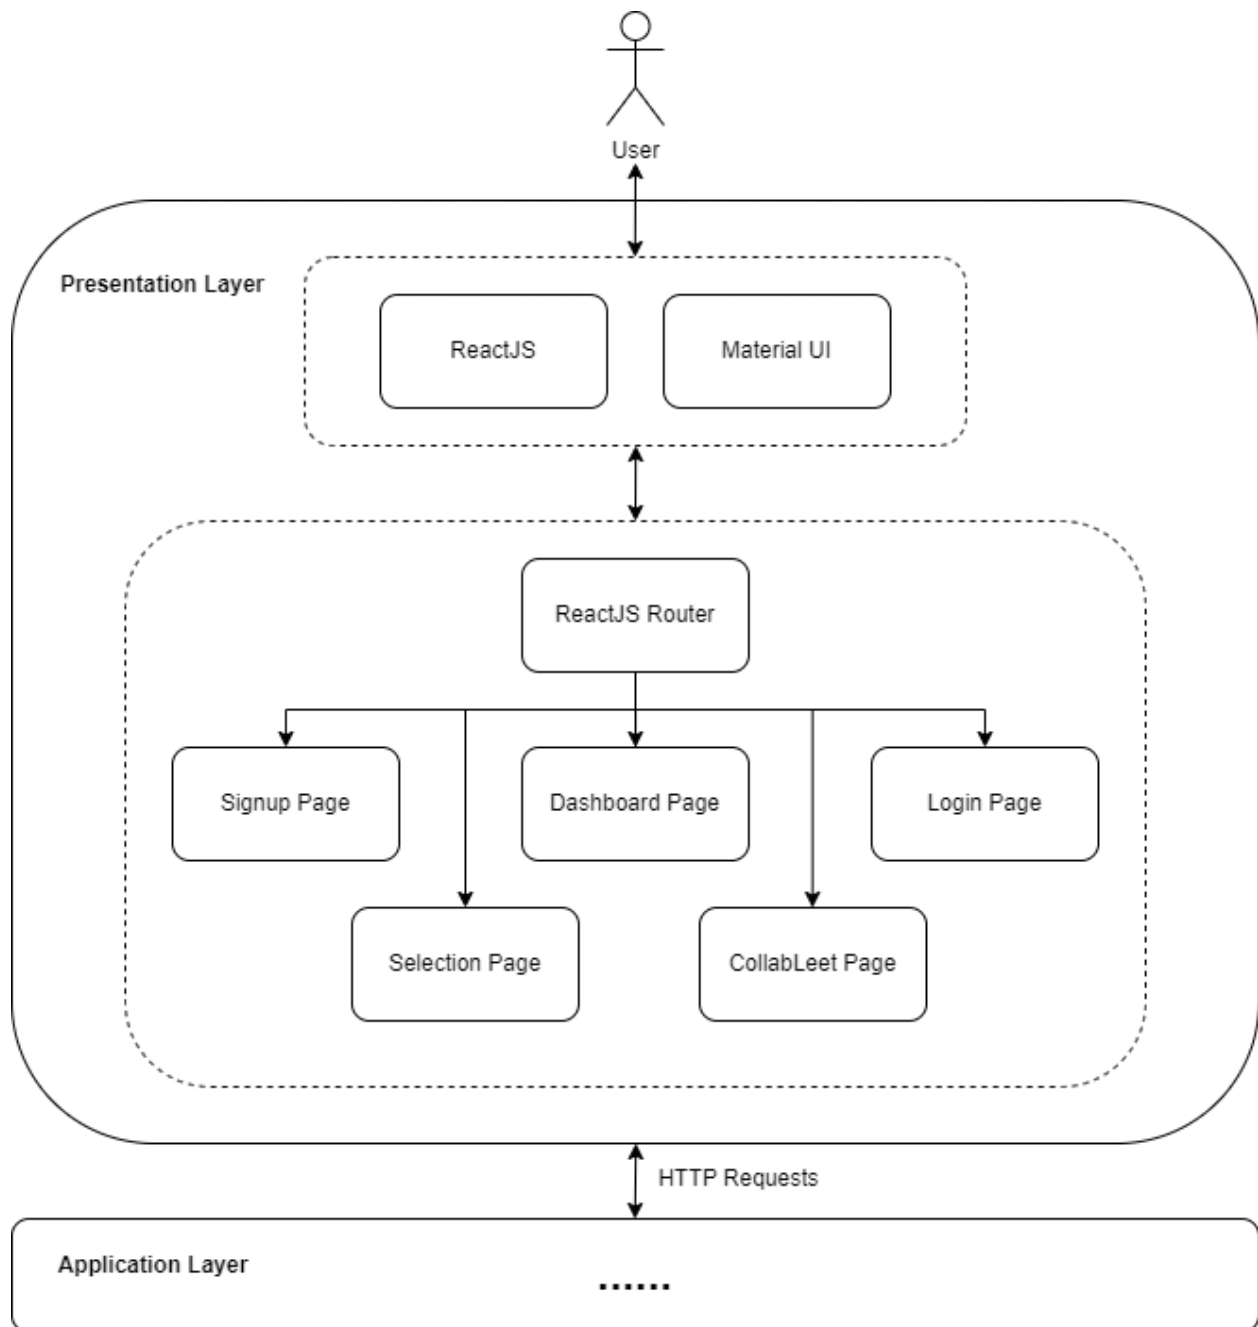 User
Presentation Layer
ReactJS
Material UI
ReactJS Router
Signup Page
Dashboard Page
Login Page
Selection Page
CollabLeet Page
HTTP Requests
Application Layer
......